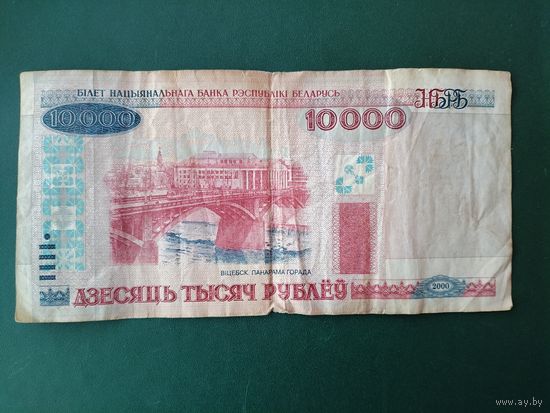 БІЛЕТ НАЦЫЯНАЛЬНАГА БАНКА РЭСПУБЛІКІ БЕЛАРУСЬ
10000
10000
НБРБ
ВІЦЕБСК. ПАНАРАМА ГОРАДА
ДЗЕСЯЦЬ ТЫСЯЧ РУБЛЁЎ
2000
www.ay.by